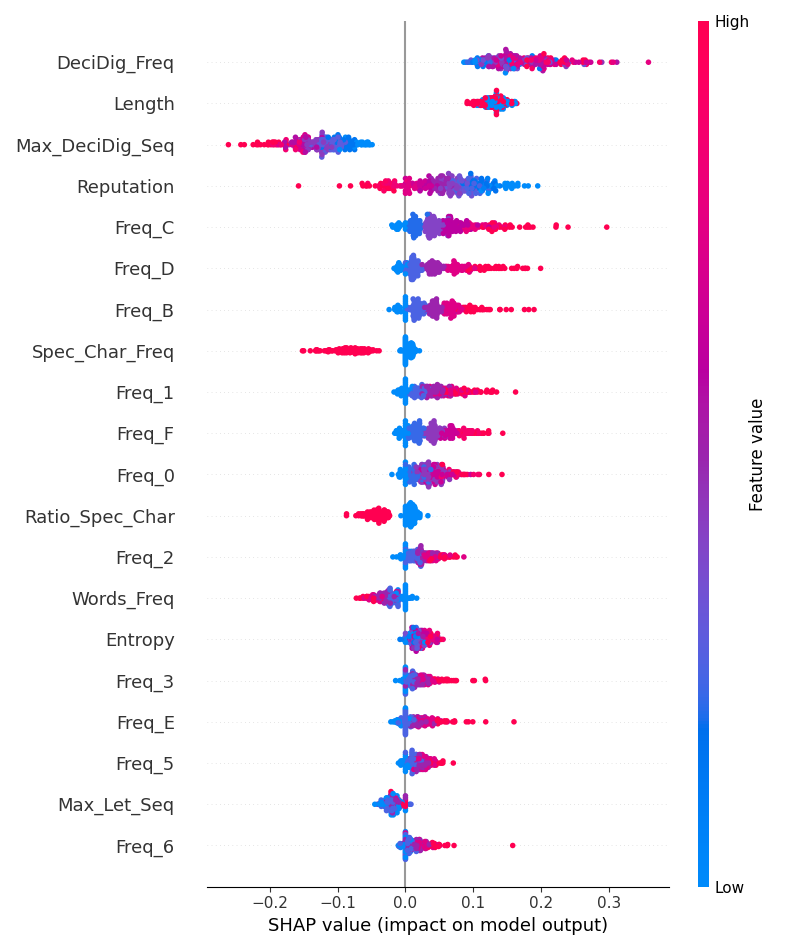 High
DeciDig_Freq
Length
Max_DeciDig_Seq
Reputation
Freq_C
Freq_D
Freq_B
Spec_Char_Freq
Freq_1
Freq_F
Freq_0
Ratio_Spec_Char
Freq_2
Words_Freq
Entropy
Freq_3
Freq_E
Freq_5
Max_Let_Seq
Freq_6
Feature value
Low
−0.2 −0.1 0.0 0.1 0.2 0.3
SHAP value (impact on model output)